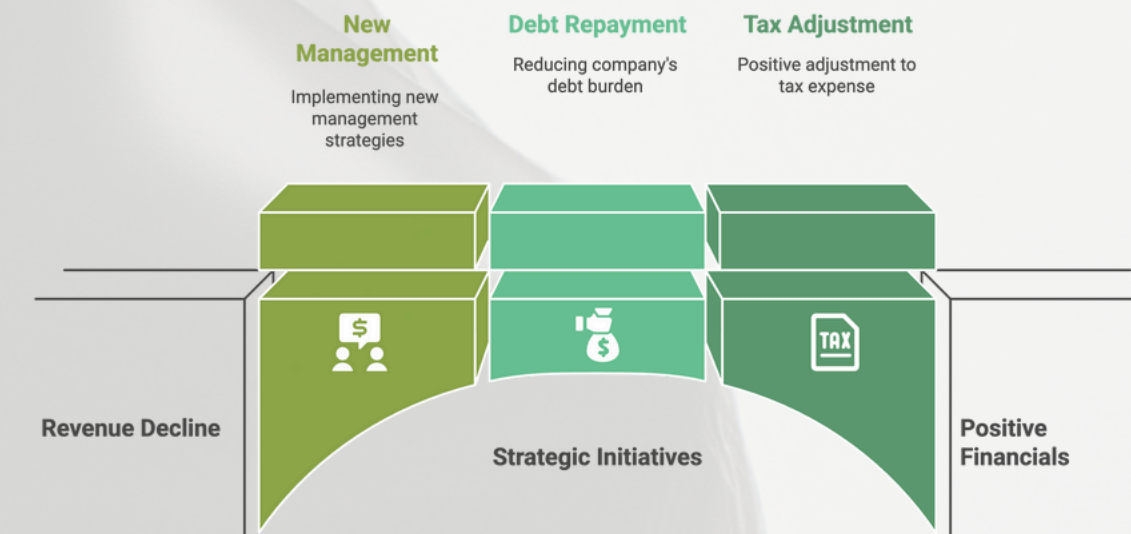 New
Management
Implementing new
management
strategies
Debt Repayment
Reducing company's
debt burden
Tax Adjustment
Positive adjustment to
tax expense
$
$
TAX
Revenue Decline
Strategic Initiatives
Positive
Financials